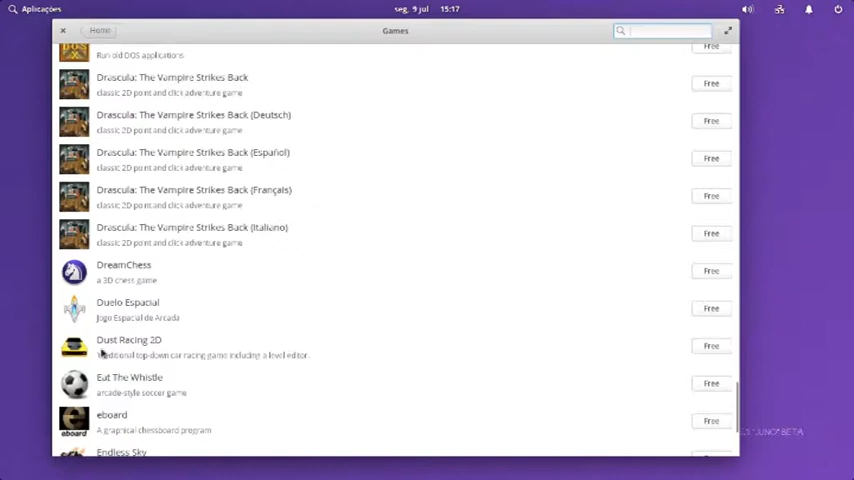 Aplicações
seg, 9 jul 15:17
Home
Games
Free
Run old DOS applications
Drascula: The Vampire Strikes Back
classic 2D point and click adventure game
Free
Drascula: The Vampire Strikes Back (Deutsch)
classic 2D point and click adventure game
Free
Drascula: The Vampire Strikes Back (Español)
classic 2D point and click adventure game
Free
Drascula: The Vampire Strikes Back (Français)
classic 2D point and click adventure game
Free
Drascula: The Vampire Strikes Back (Italiano)
classic 2D point and click adventure game
Free
DreamChess
a 3D chess game
Free
Duelo Espacial
Jogo Espacial de Arcada
Free
Dust Racing 2D
Traditional top-down car racing game including a level editor.
Free
Eat The Whistle
arcade-style soccer game
Free
eboard
eboard
A graphical chessboard program
Free
Endless Sky
BETA